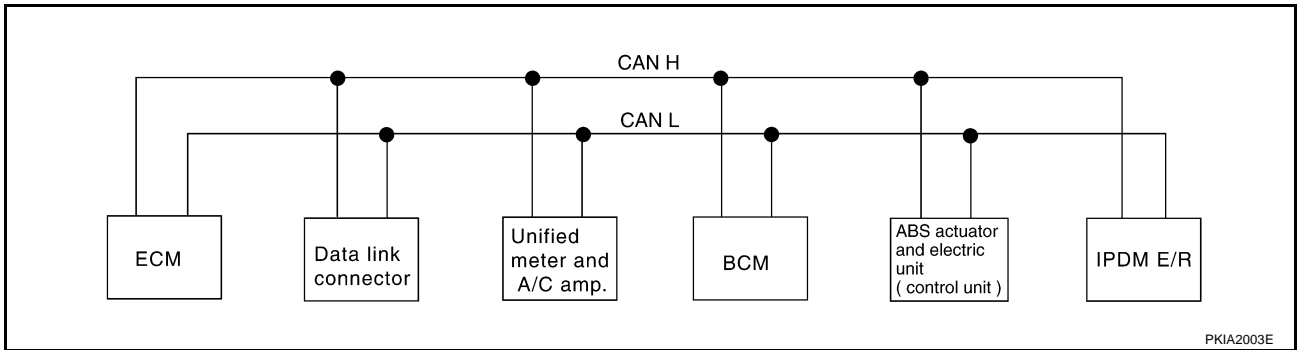 CAN H
CAN L
ECM
Data link
connector
Unified
meter and
A/C amp.
BCM
ABS actuator
and electric
unit
( control unit )
IPDM E/R
PKIA2003E